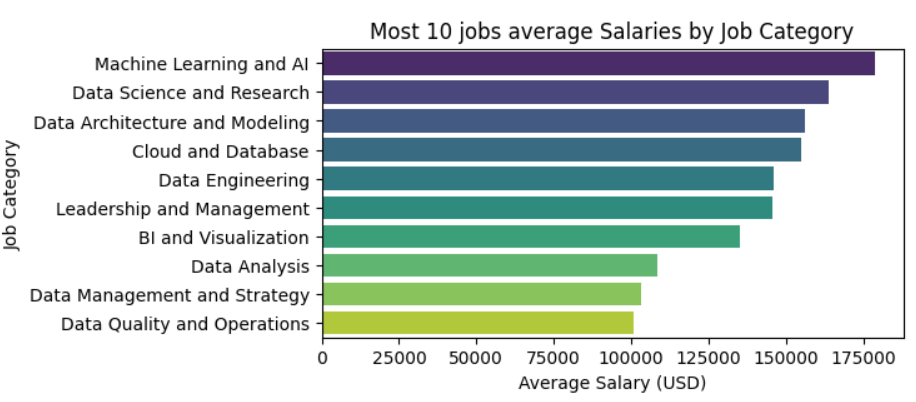 Most 10 jobs average Salaries by Job Category
Job Category
Machine Learning and AI
Data Science and Research
Data Architecture and Modeling
Cloud and Database
Data Engineering
Leadership and Management
BI and Visualization
Data Analysis
Data Management and Strategy
Data Quality and Operations
0 25000 50000 75000 100000 125000 150000 175000
Average Salary (USD)